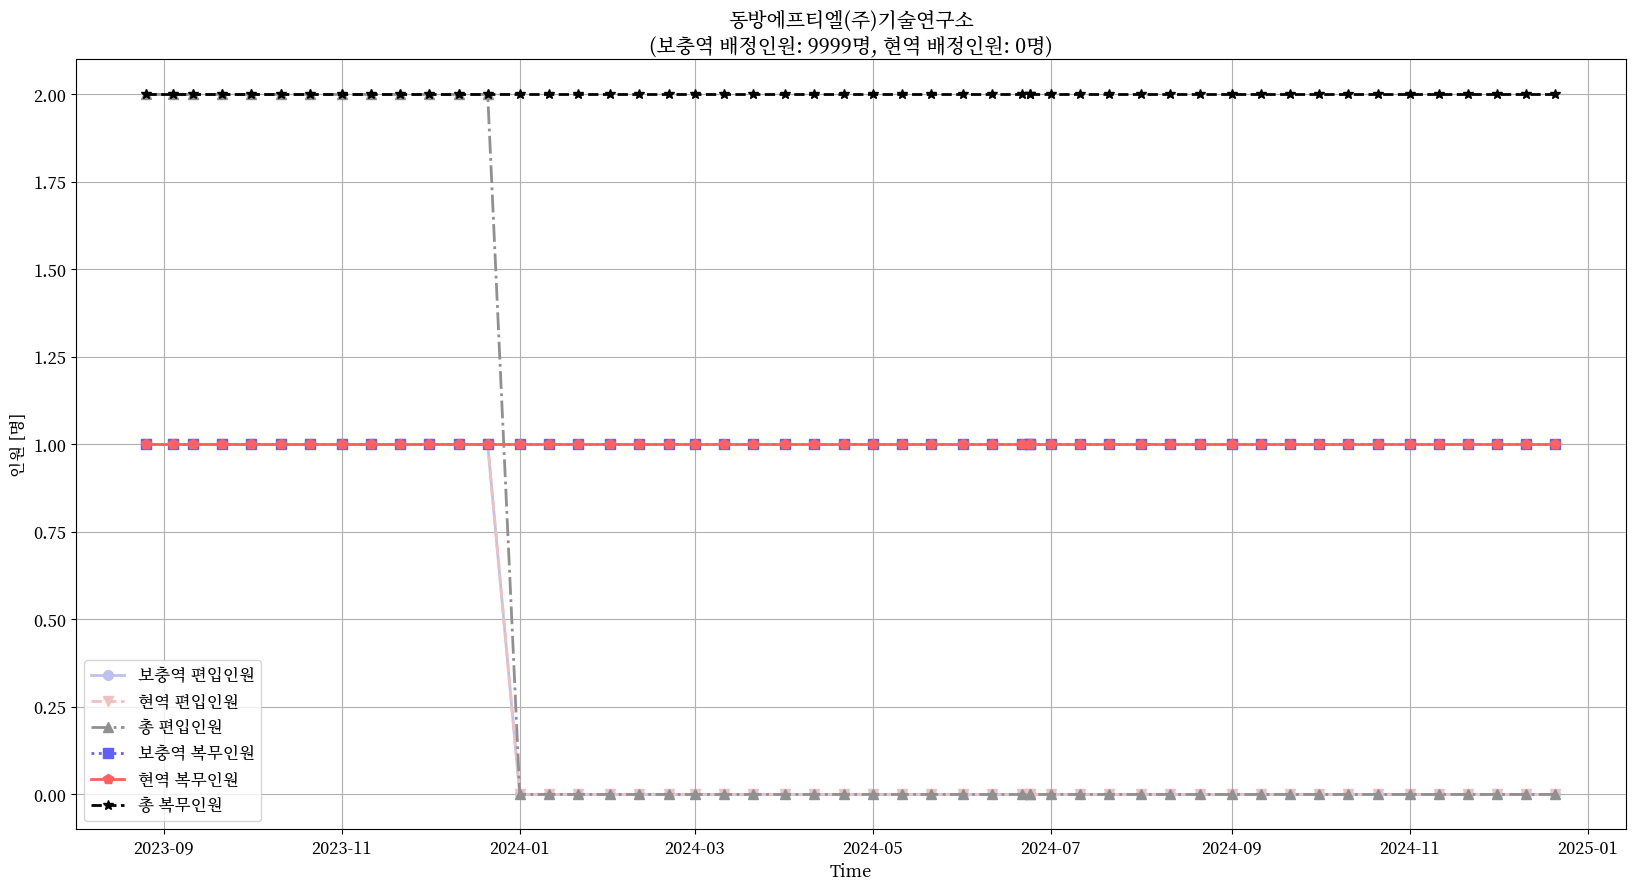 동방에프티엘(주)기술연구소
(보충역 배정인원: 9999명, 현역 배정인원: 0명)
2.00
1.75
1.50
1.25
1.00
0.75
0.50
0.25
0.00
인원 [명]
보충역 편입인원
현역 편입인원
총 편입인원
보충역 복무인원
현역 복무인원
총 복무인원
2023-09
2023-11
2024-01
2024-03
2024-05
2024-07
2024-09
2024-11
2025-01
Time